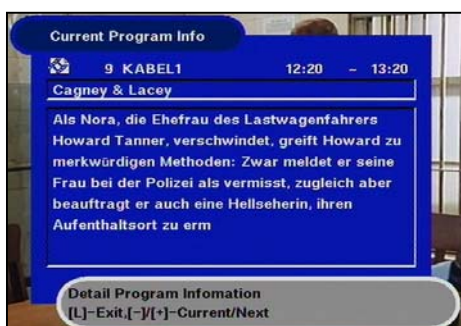 Current Program Info
9 KABEL1 12:20 ~ 13:20
Cagney & Lacey
Als Nora, die Ehefrau des Lastwagenfahrers
Howard Tanner, verschwindet, greift Howard zu
merkwürdigen Methoden: Zwar meldet er seine
Frau bei der Polizei als vermisst, zugleich aber
beauftragt er auch eine Hellseherin, ihren
Aufenthaltsort zu erm
Detail Program Infomation
[L]-Exit,[-]/[+]-Current/Next